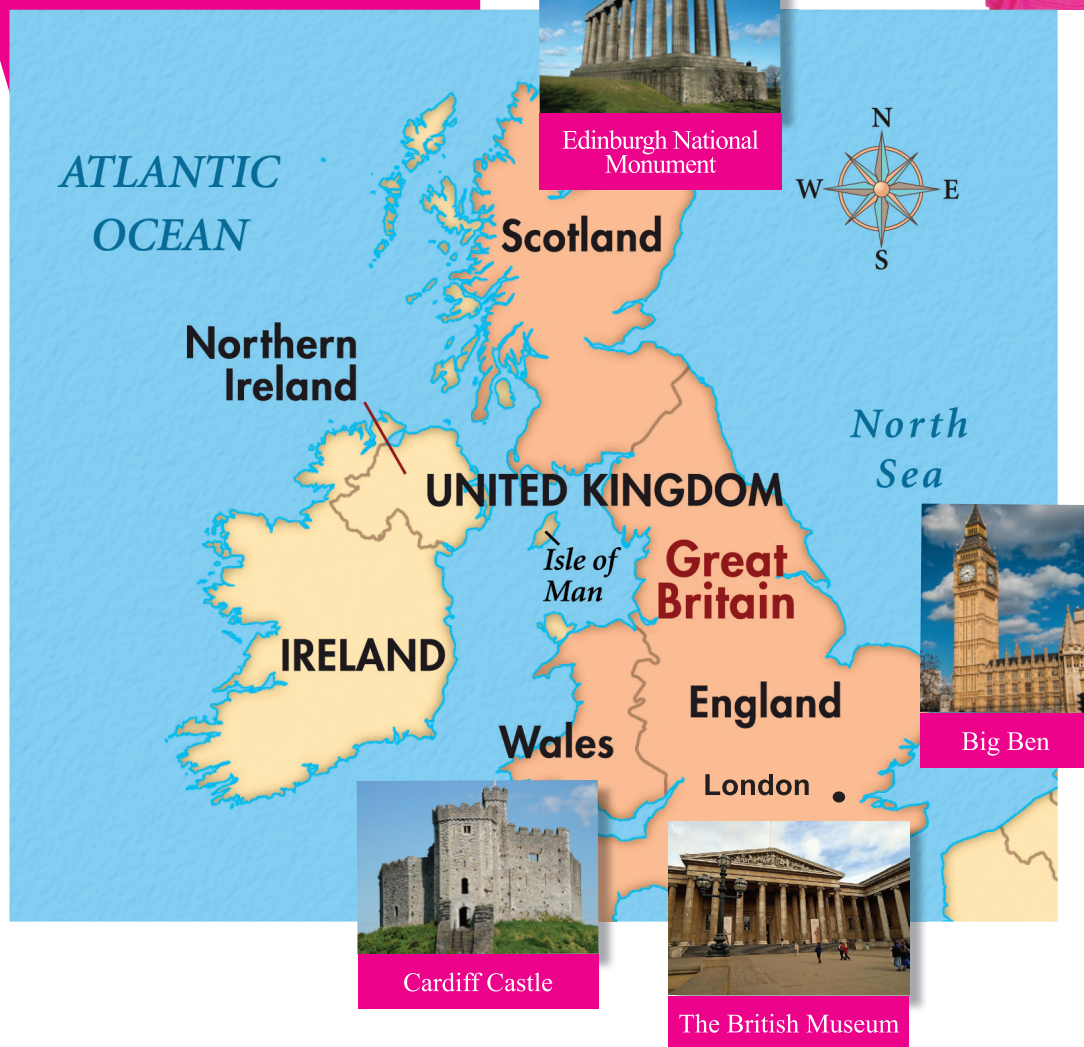 Edinburgh National
Monument
N
W
E
S
ATLANTIC
OCEAN
Scotland
Northern
Ireland
North
Sea
UNITED KINGDOM
Isle of
Man
Great
Britain
IRELAND
England
Wales
Big Ben
London
Cardiff Castle
The British Museum